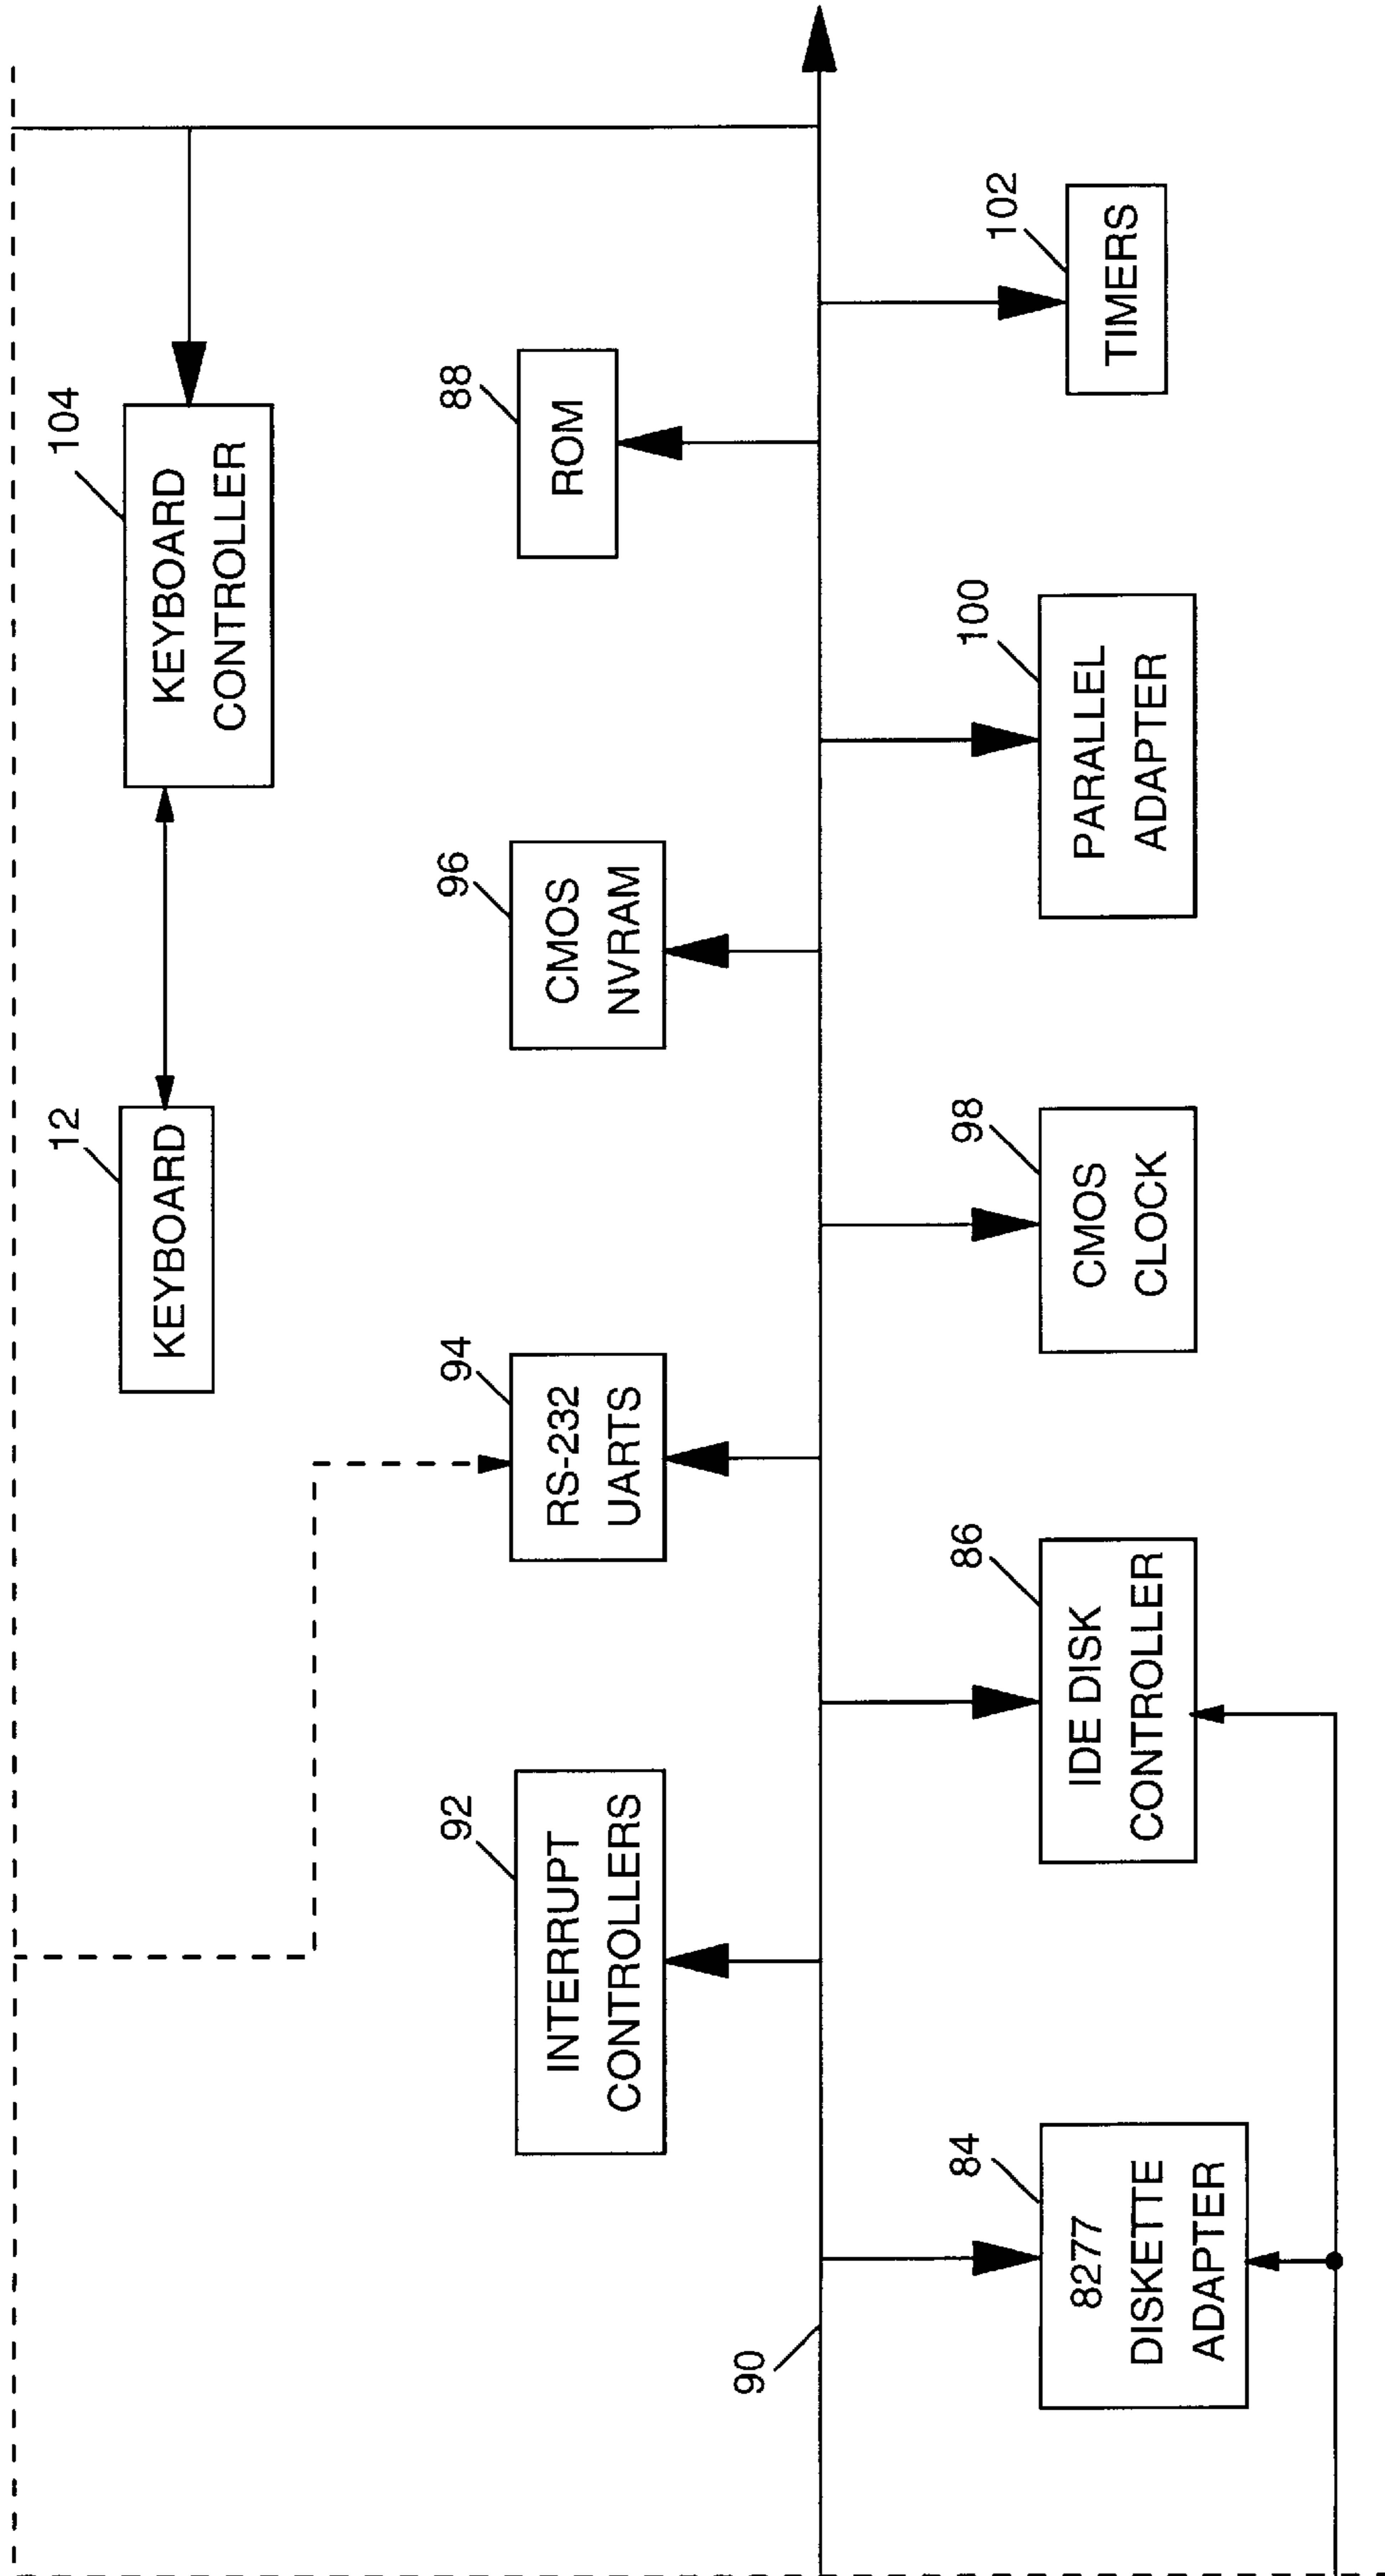 12
KEYBOARD
104
KEYBOARD
CONTROLLER
92
INTERRUPT
CONTROLLERS
94
RS-232
UARTS
96
CMOS
NVRAM
88
ROM
90
84
8277
DISKETTE
ADAPTER
86
IDE DISK
CONTROLLER
98
CMOS
CLOCK
100
PARALLEL
ADAPTER
102
TIMERS